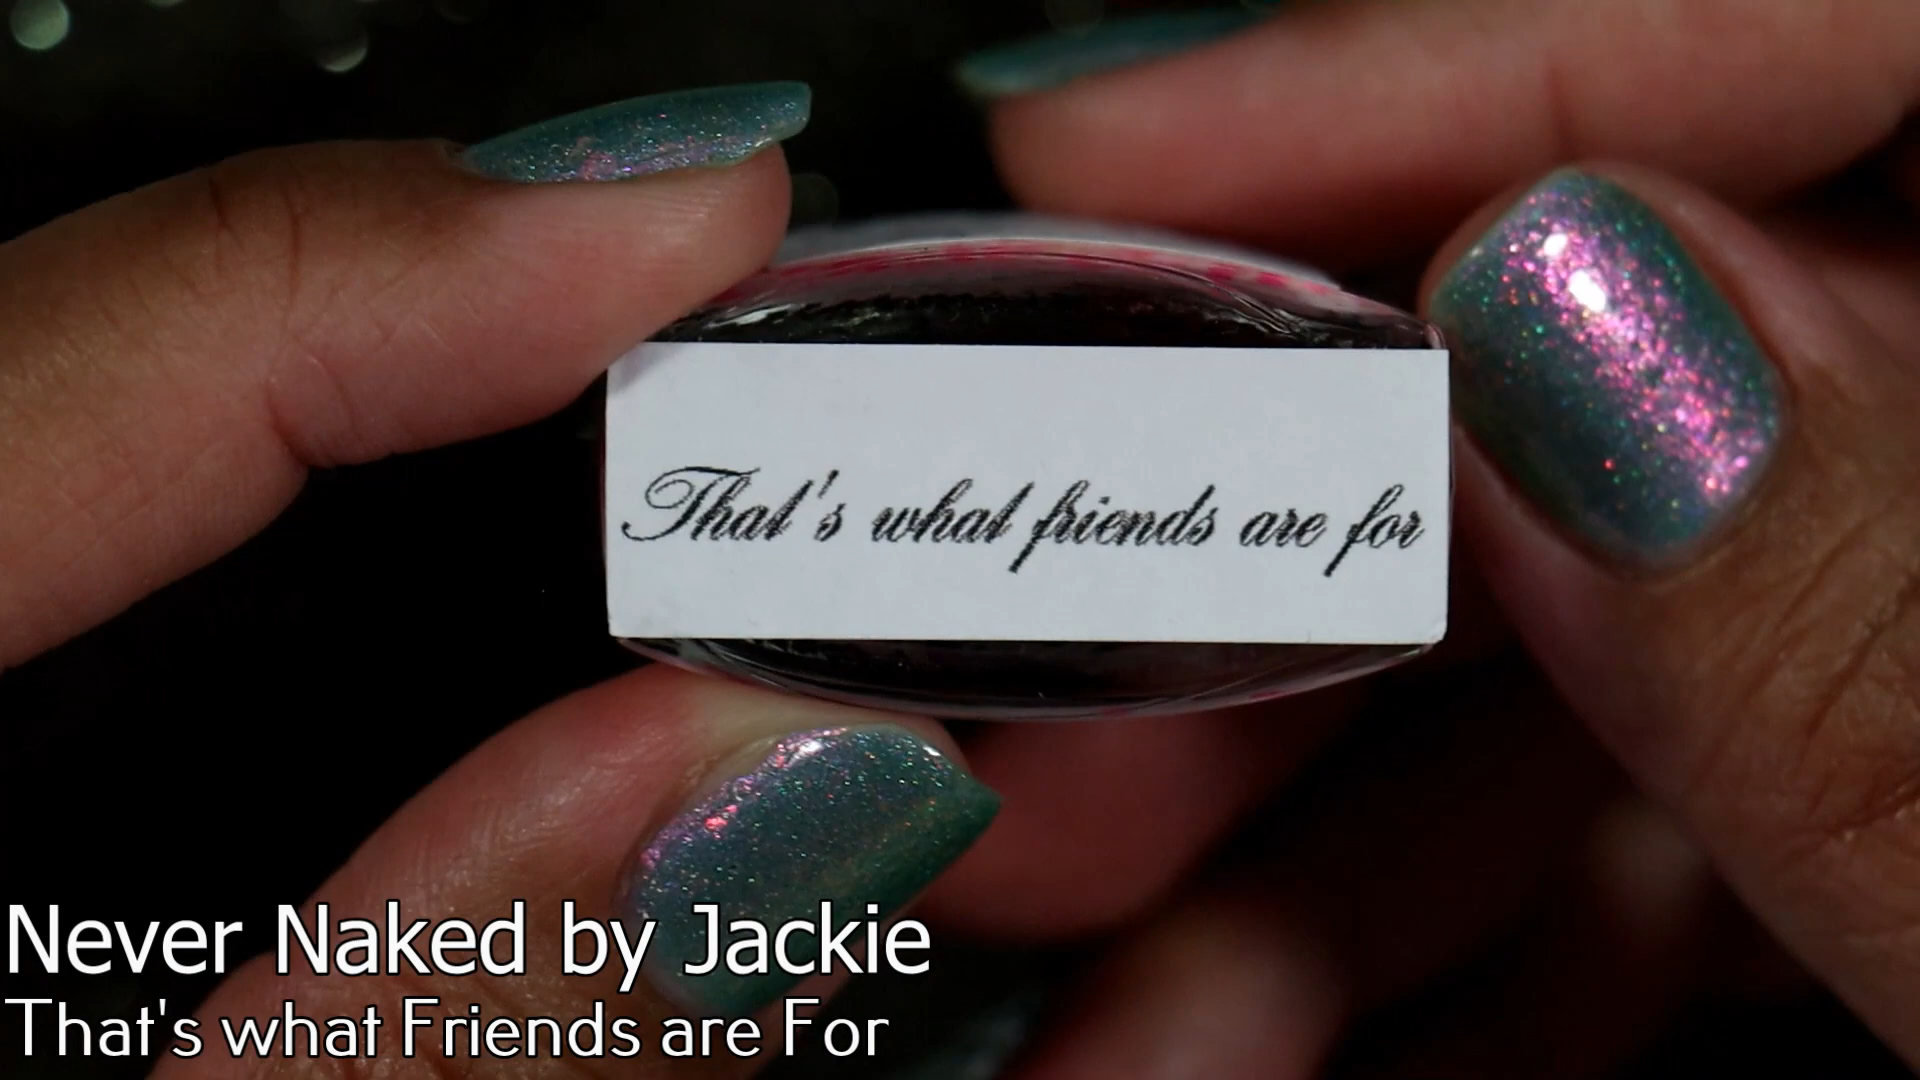 That's what friends are for
Never Naked by Jackie
That's what Friends are For